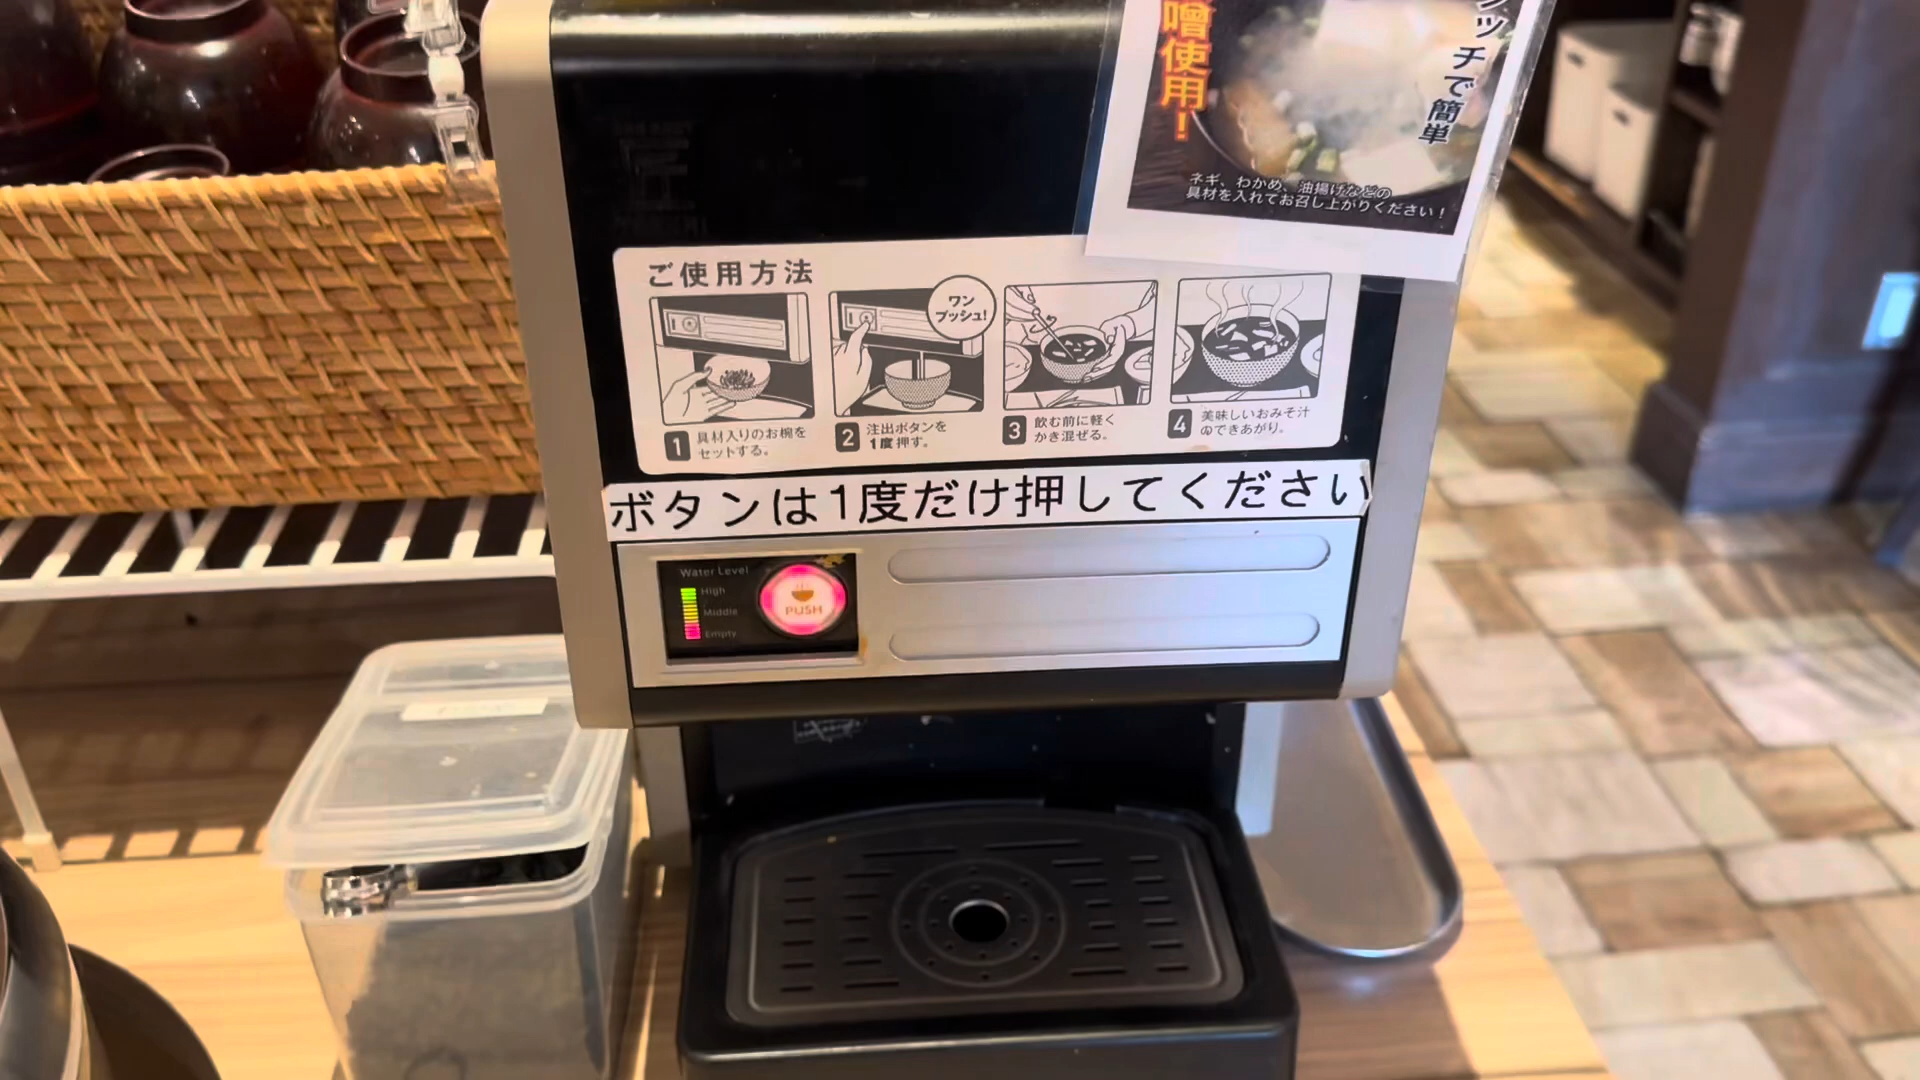 噌使用!
ッチで簡単
ネギ、わかめ、油揚げなどの
具材を入れてお召し上がりください!
ご使用方法
ワン
プッシュ!
1 具材入りのお椀を
セットする。
2 注出ボタンを
1度押す。
3 飲む前に軽く
かき混ぜる。
4 美味しいおみそ汁
のできあがり。
ボタンは1度だけ押してください
Water Level
High
Middle
Empty
PUSH